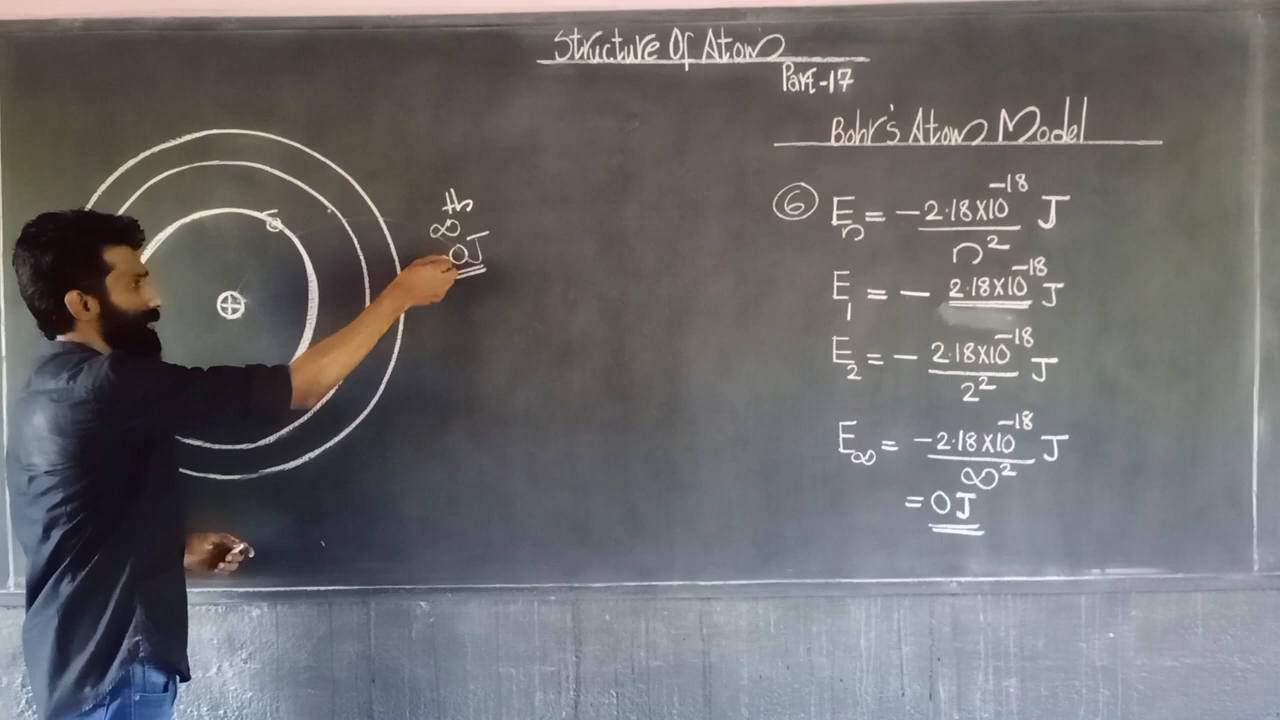 Structure Of Atom
Part-17
Bohr's Atom Model
th
∞
0J
⊕
e
6 Eₙ = -2.18×10⁻¹⁸ J
n²
E₁ = - 2.18×10⁻¹⁸ J
E₂ = - 2.18×10⁻¹⁸ J
2²
E∞ = -2.18×10⁻¹⁸ J
∞²
= 0J